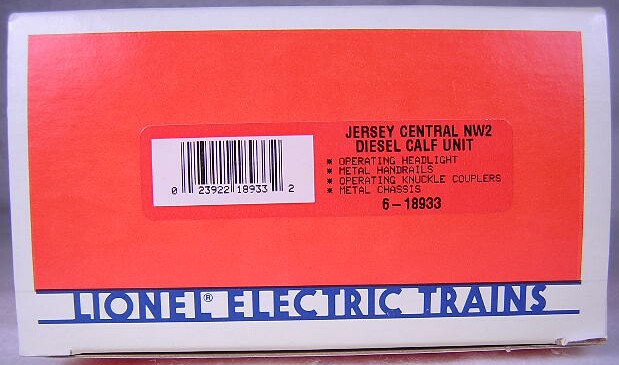 JERSEY CENTRAL NW2
DIESEL CALF UNIT
* OPERATING HEADLIGHT
* METAL HANDRAILS
* OPERATING KNUCKLE COUPLERS
* METAL CHASSIS
6-18933
0 23922 18933 2
LIONEL® ELECTRIC TRAINS